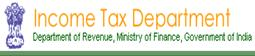 Income Tax Department
Department of Revenue, Ministry of Finance, Government of India